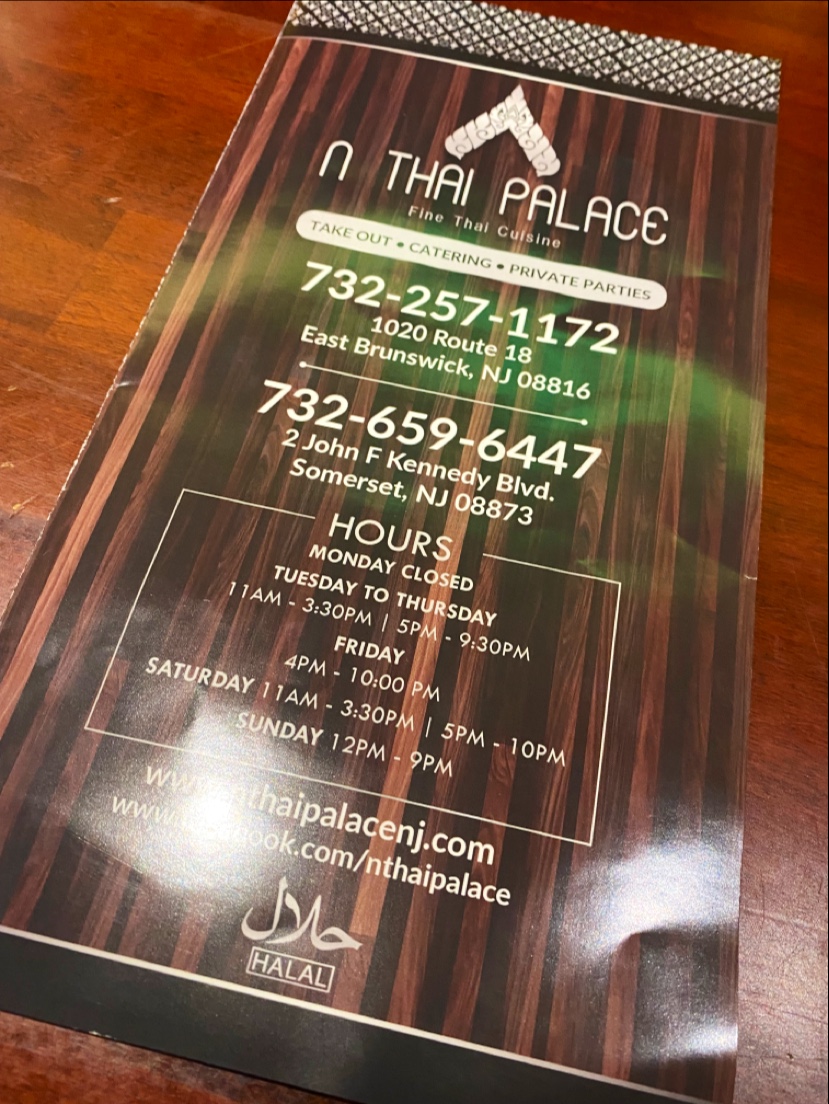 N THAI PALACE
Fine Thai Cuisine
TAKE OUT • CATERING • PRIVATE PARTIES
732-257-1172
1020 Route 18
East Brunswick, NJ 08816
732-659-6447
2 John F Kennedy Blvd.
Somerset, NJ 08873
HOURS
MONDAY CLOSED
TUESDAY TO THURSDAY
11AM - 3:30PM | 5PM - 9:30PM
FRIDAY
4PM - 10:00 PM
SATURDAY 11AM - 3:30PM | 5PM - 10PM
SUNDAY 12PM - 9PM
www.nthaipalacenj.com
www.facebook.com/nthaipalace
حلال
HALAL